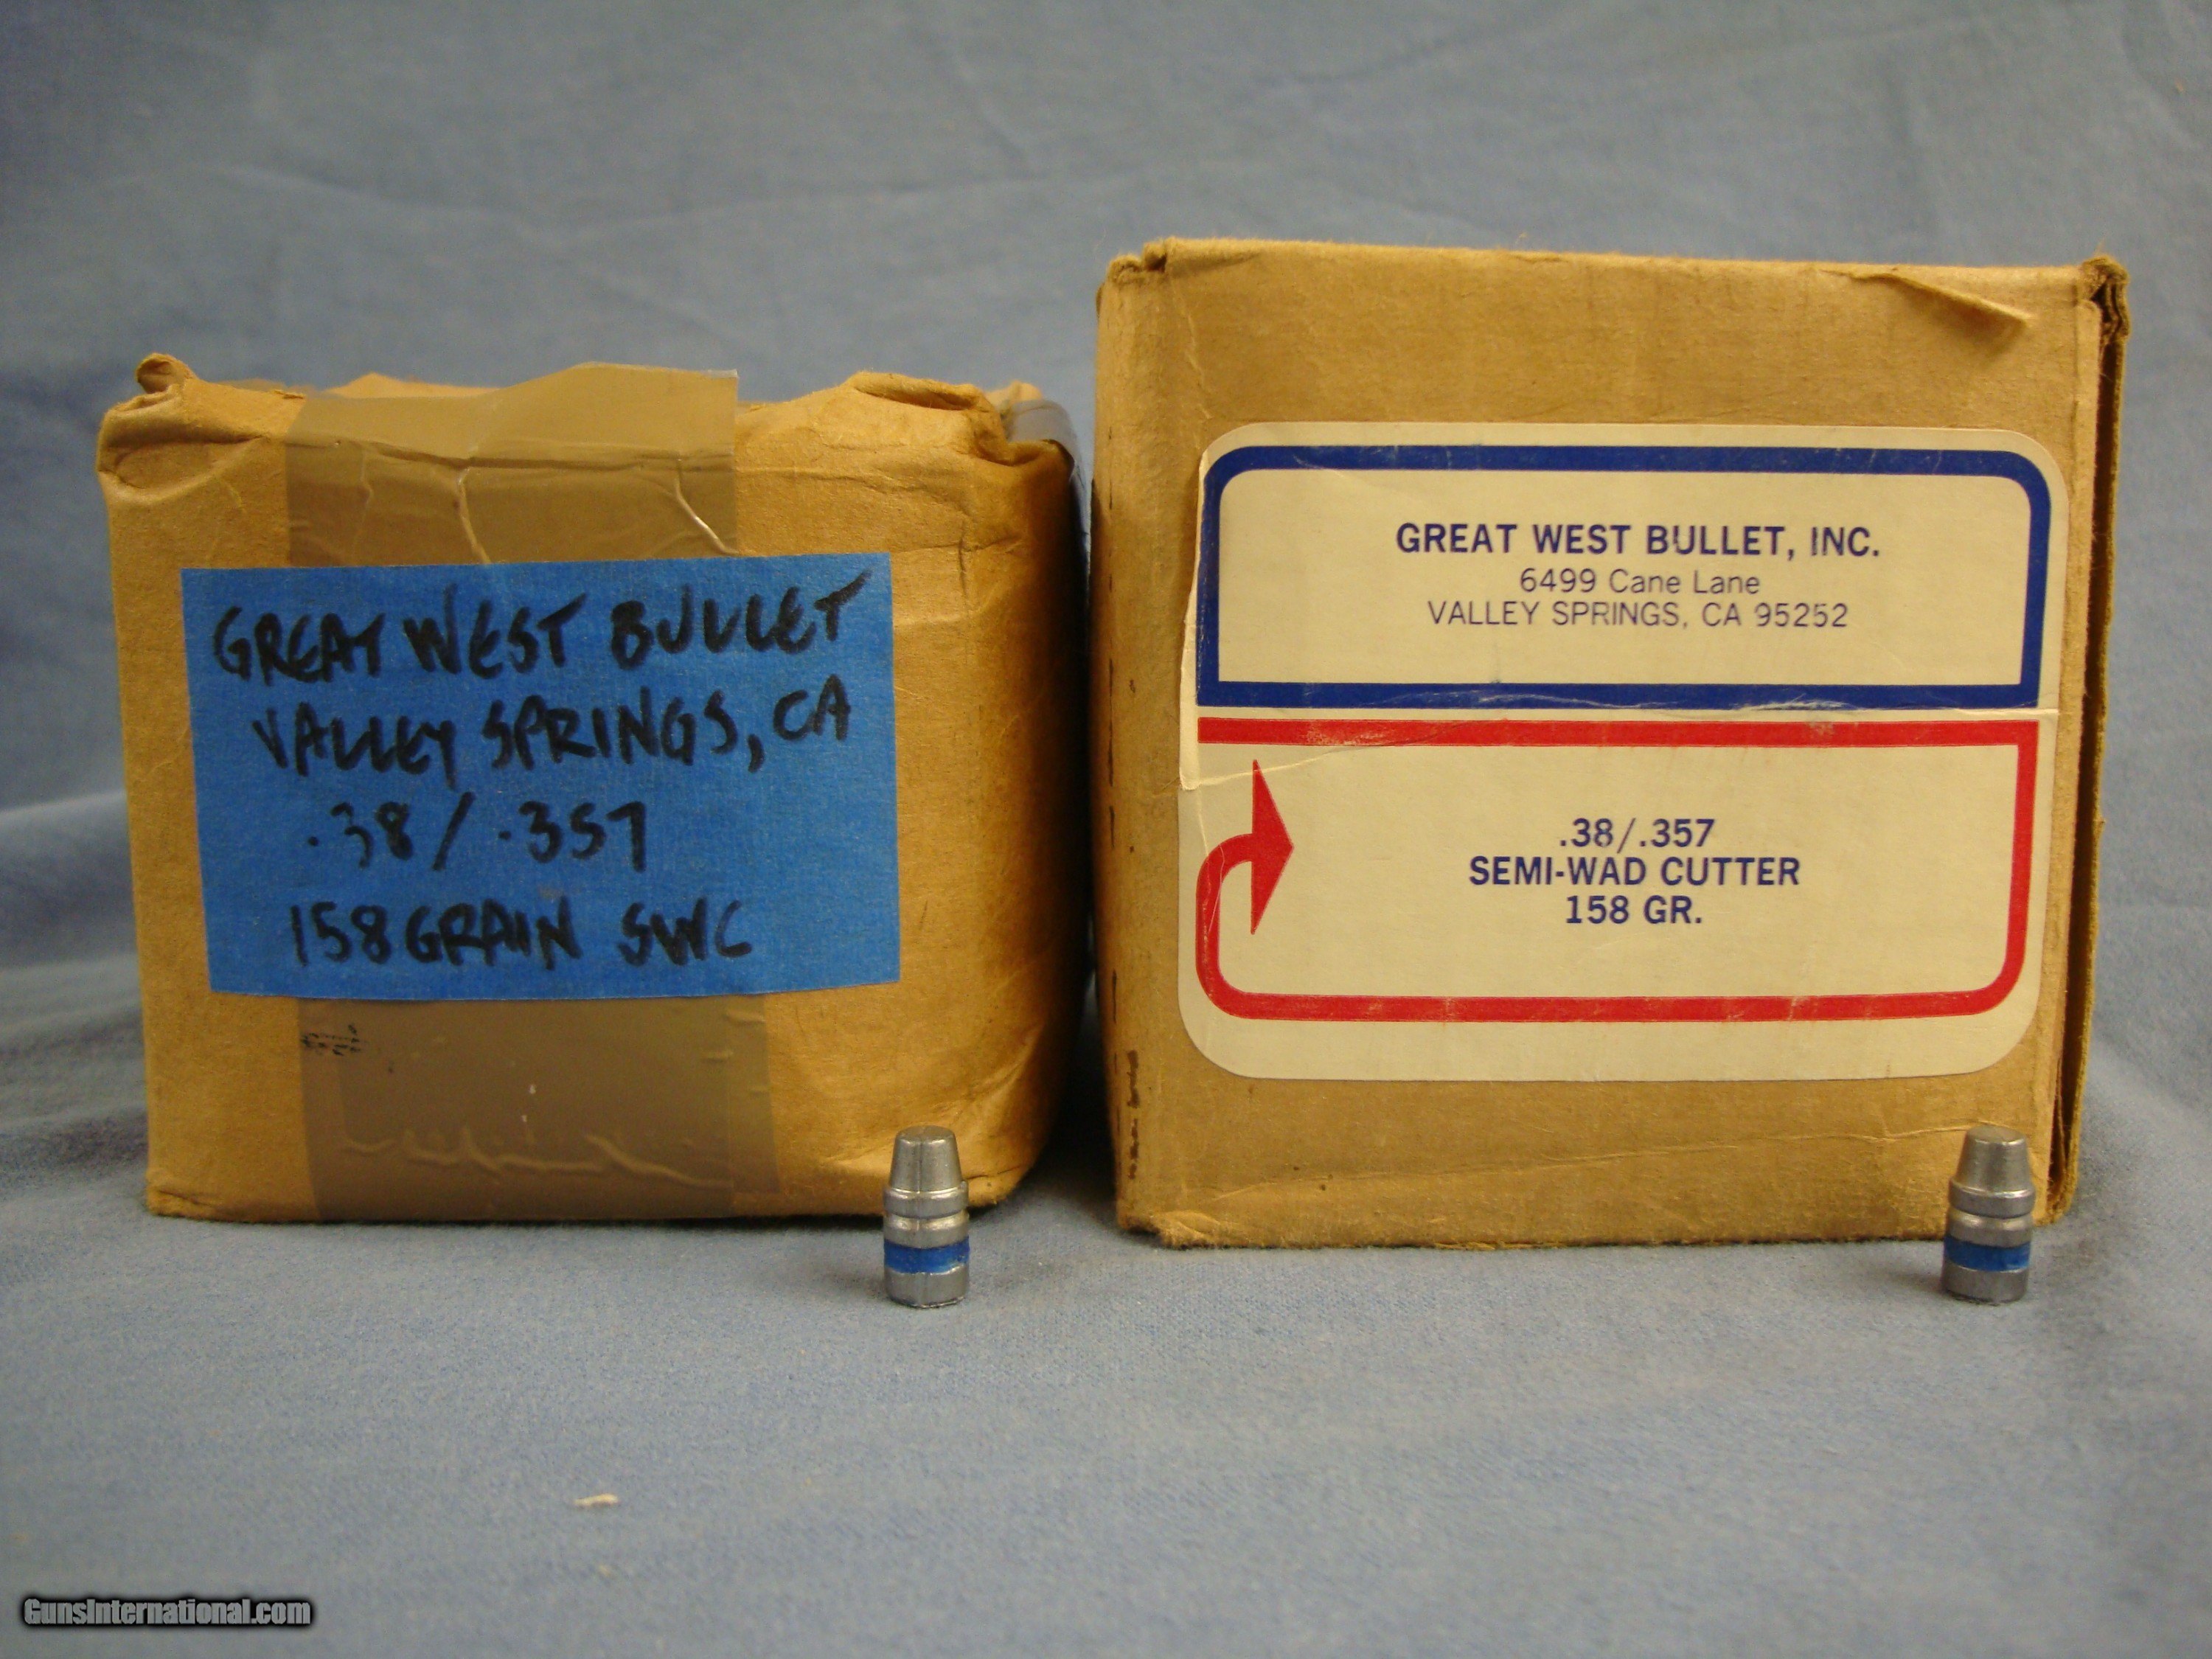 GREAT WEST BULLET
VALLEY SPRINGS, CA
.38/.357
158 GRAIN SWC
GREAT WEST BULLET, INC.
6499 Cane Lane
VALLEY SPRINGS, CA 95252
.38/.357
SEMI-WAD CUTTER
158 GR.
GunsInternational.com